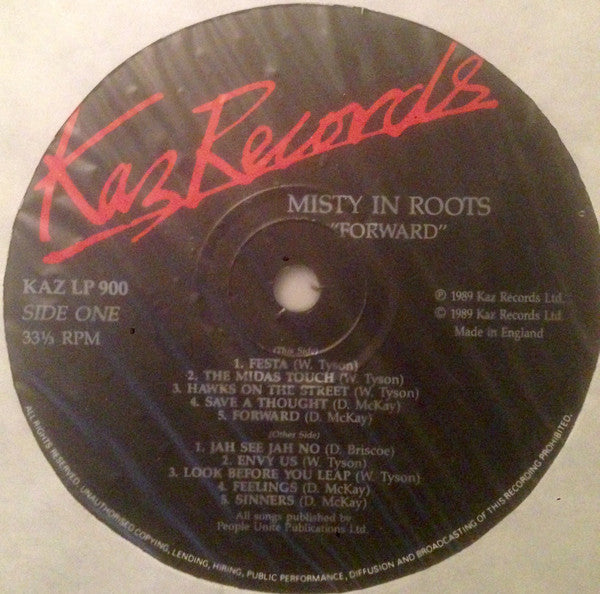 Kaz Records
MISTY IN ROOTS
"FORWARD"
KAZ LP 900
SIDE ONE
33⅓ RPM
℗ 1989 Kaz Records Ltd.
© 1989 Kaz Records Ltd.
Made in England
(This Side)
1. FESTA (W. Tyson)
2. THE MIDAS TOUCH (W. Tyson)
3. HAWKS ON THE STREET (W. Tyson)
4. SAVE A THOUGHT (D. McKay)
5. FORWARD (D. McKay)
(Other Side)
1. JAH SEE JAH NO (D. Briscoe)
2. ENVY US (W. Tyson)
3. LOOK BEFORE YOU LEAP (W. Tyson)
4. FEELINGS (D. McKay)
5. SINNERS (D. McKay)
All songs published by
People Unite Publications Ltd.
ALL RIGHTS RESERVED. UNAUTHORISED COPYING, LENDING, HIRING, PUBLIC PERFORMANCE, DIFFUSION AND BROADCASTING OF THIS RECORDING PROHIBITED.